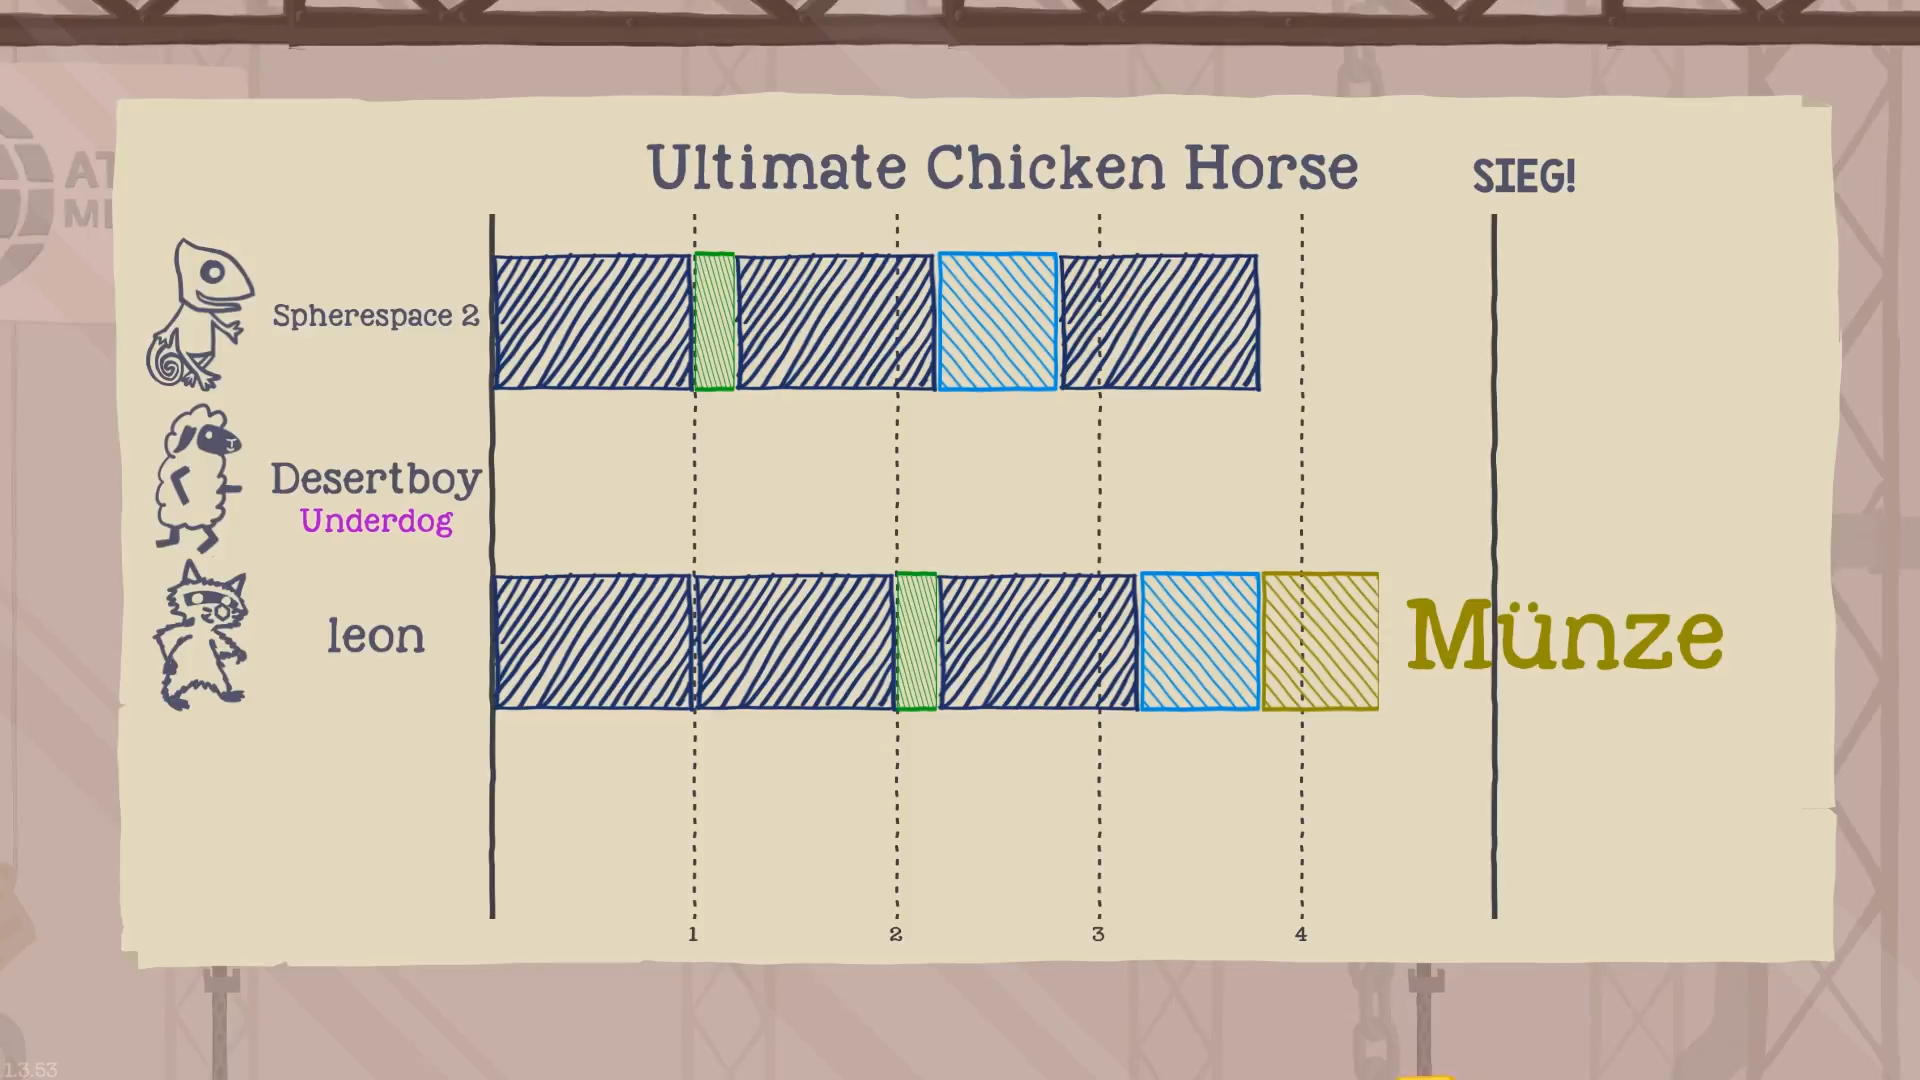 Ultimate Chicken Horse
SIEG!
Spherespace 2
Desertboy
Underdog
leon
Münze
1 2 3 4
1.3.53